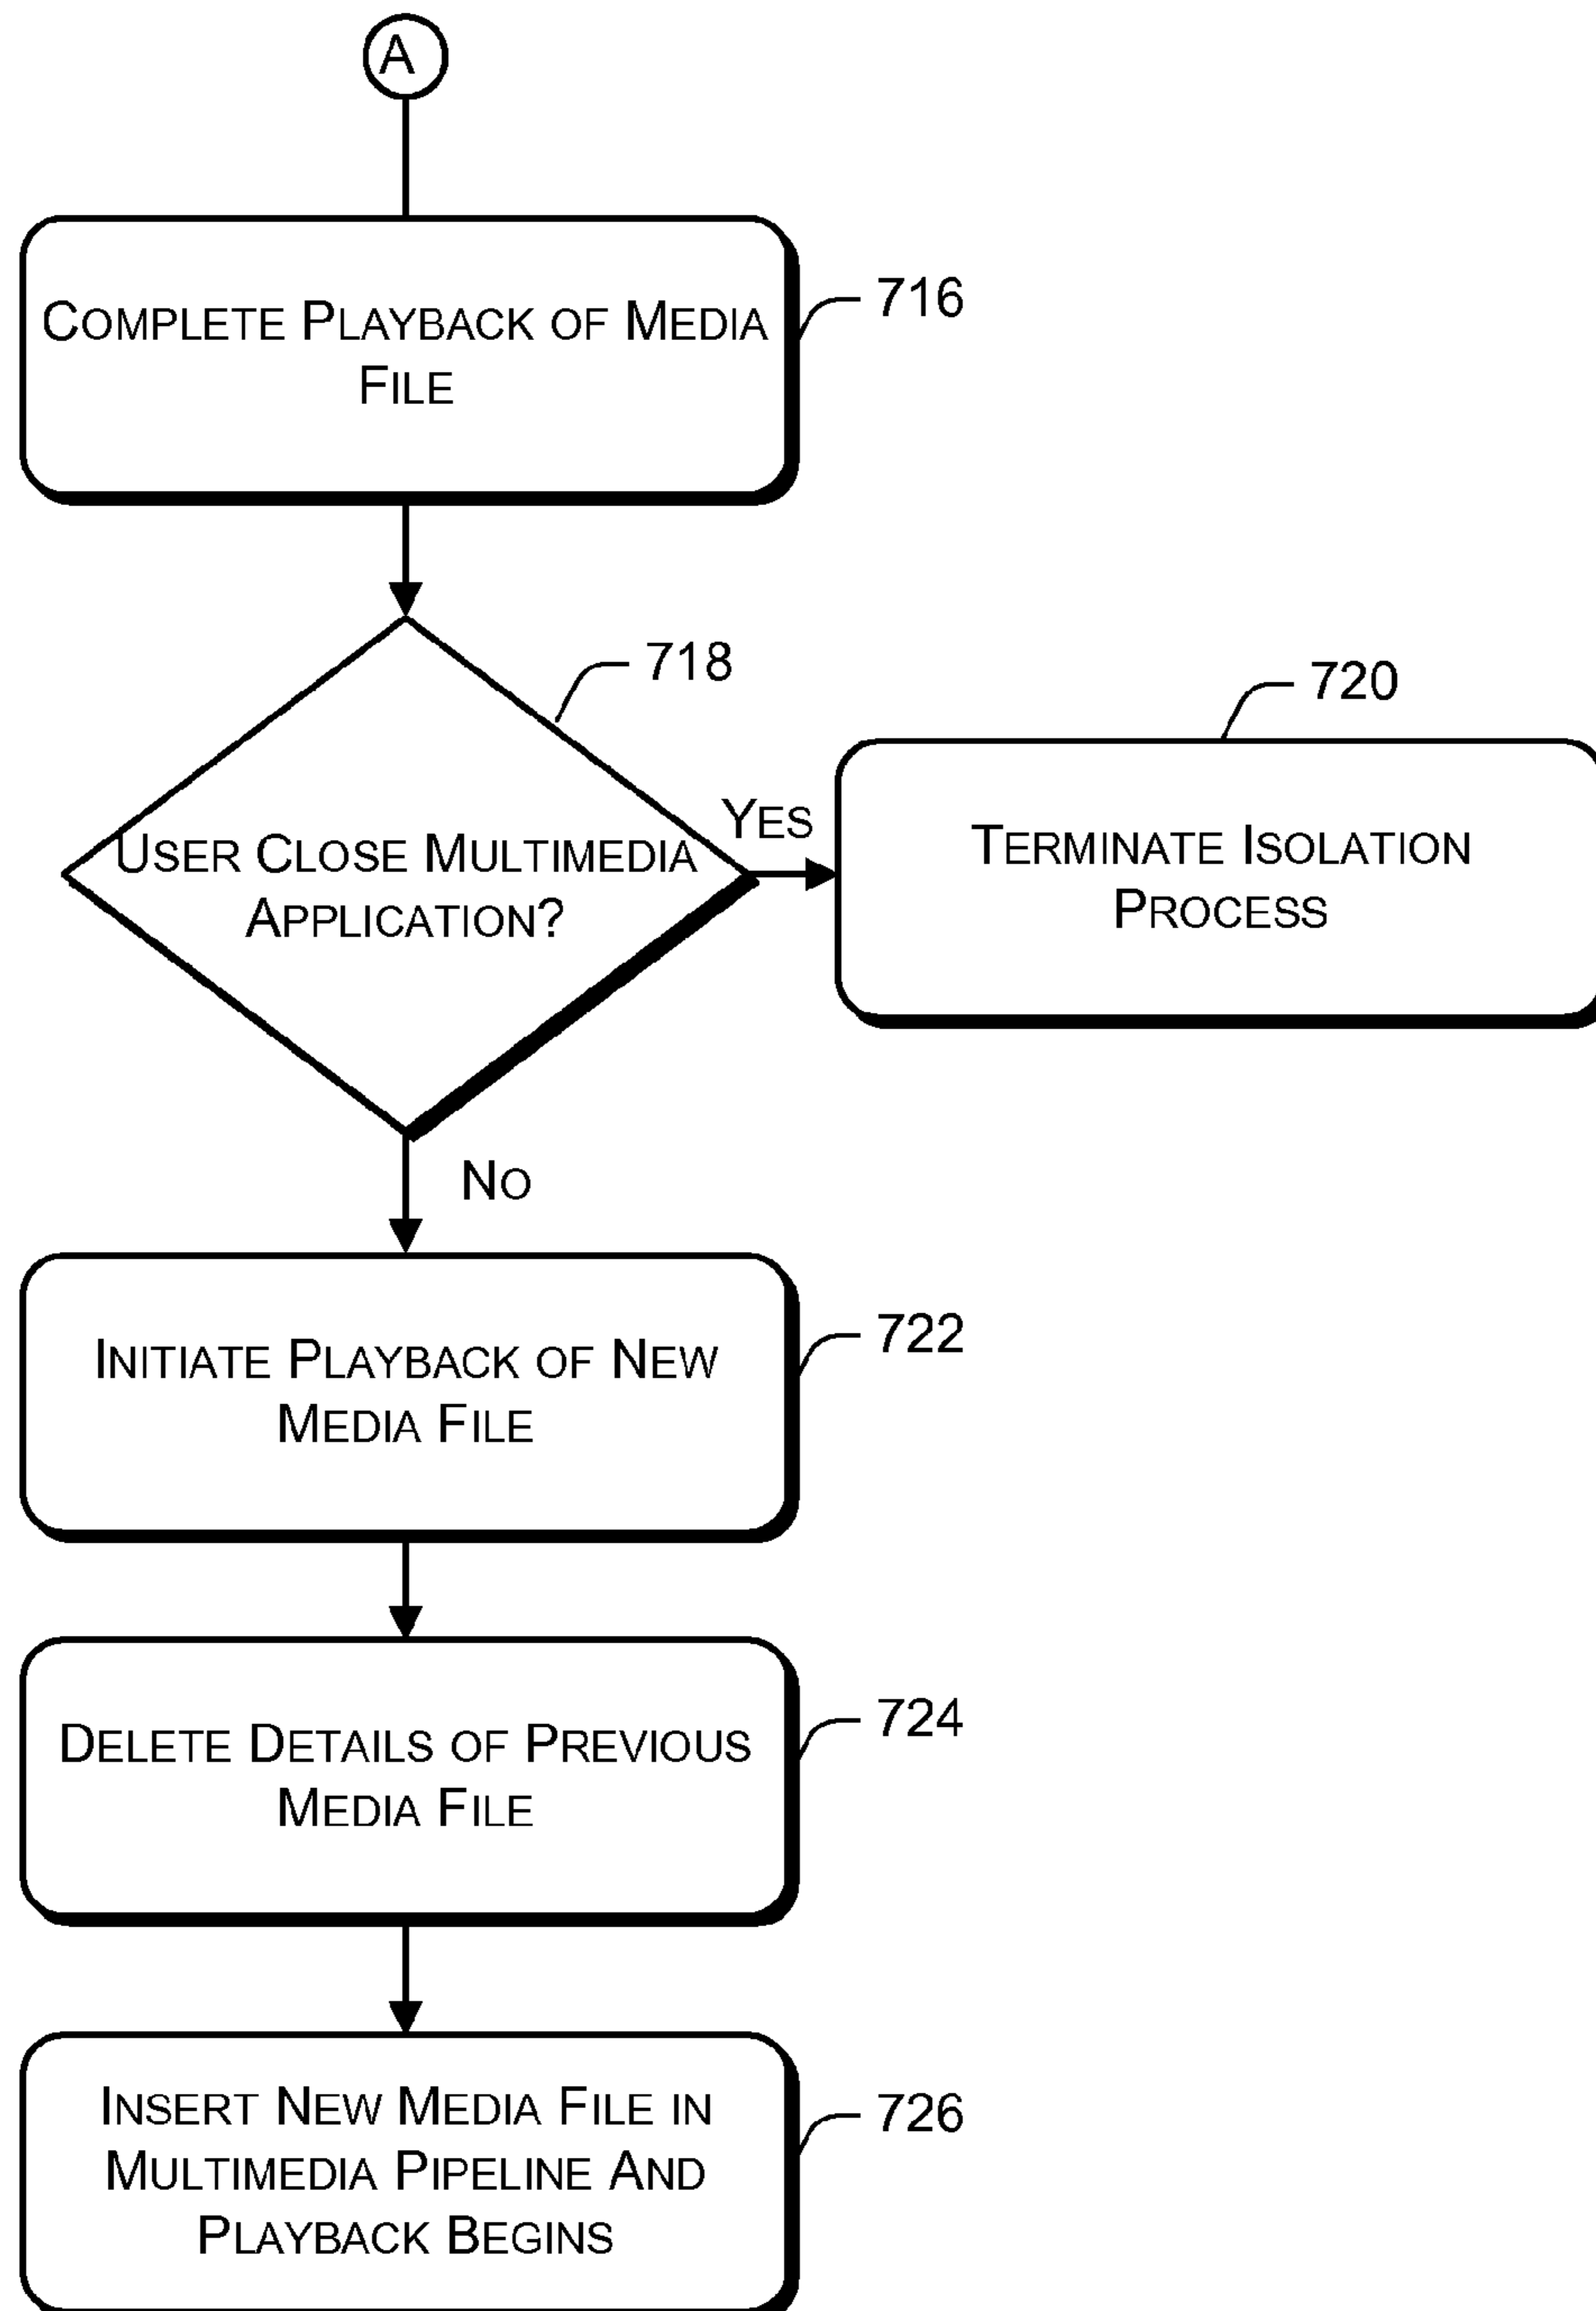 A
COMPLETE PLAYBACK OF MEDIA
FILE
716
718
USER CLOSE MULTIMEDIA
APPLICATION?
YES
720
TERMINATE ISOLATION
PROCESS
NO
INITIATE PLAYBACK OF NEW
MEDIA FILE
722
DELETE DETAILS OF PREVIOUS
MEDIA FILE
724
INSERT NEW MEDIA FILE IN
MULTIMEDIA PIPELINE AND
PLAYBACK BEGINS
726